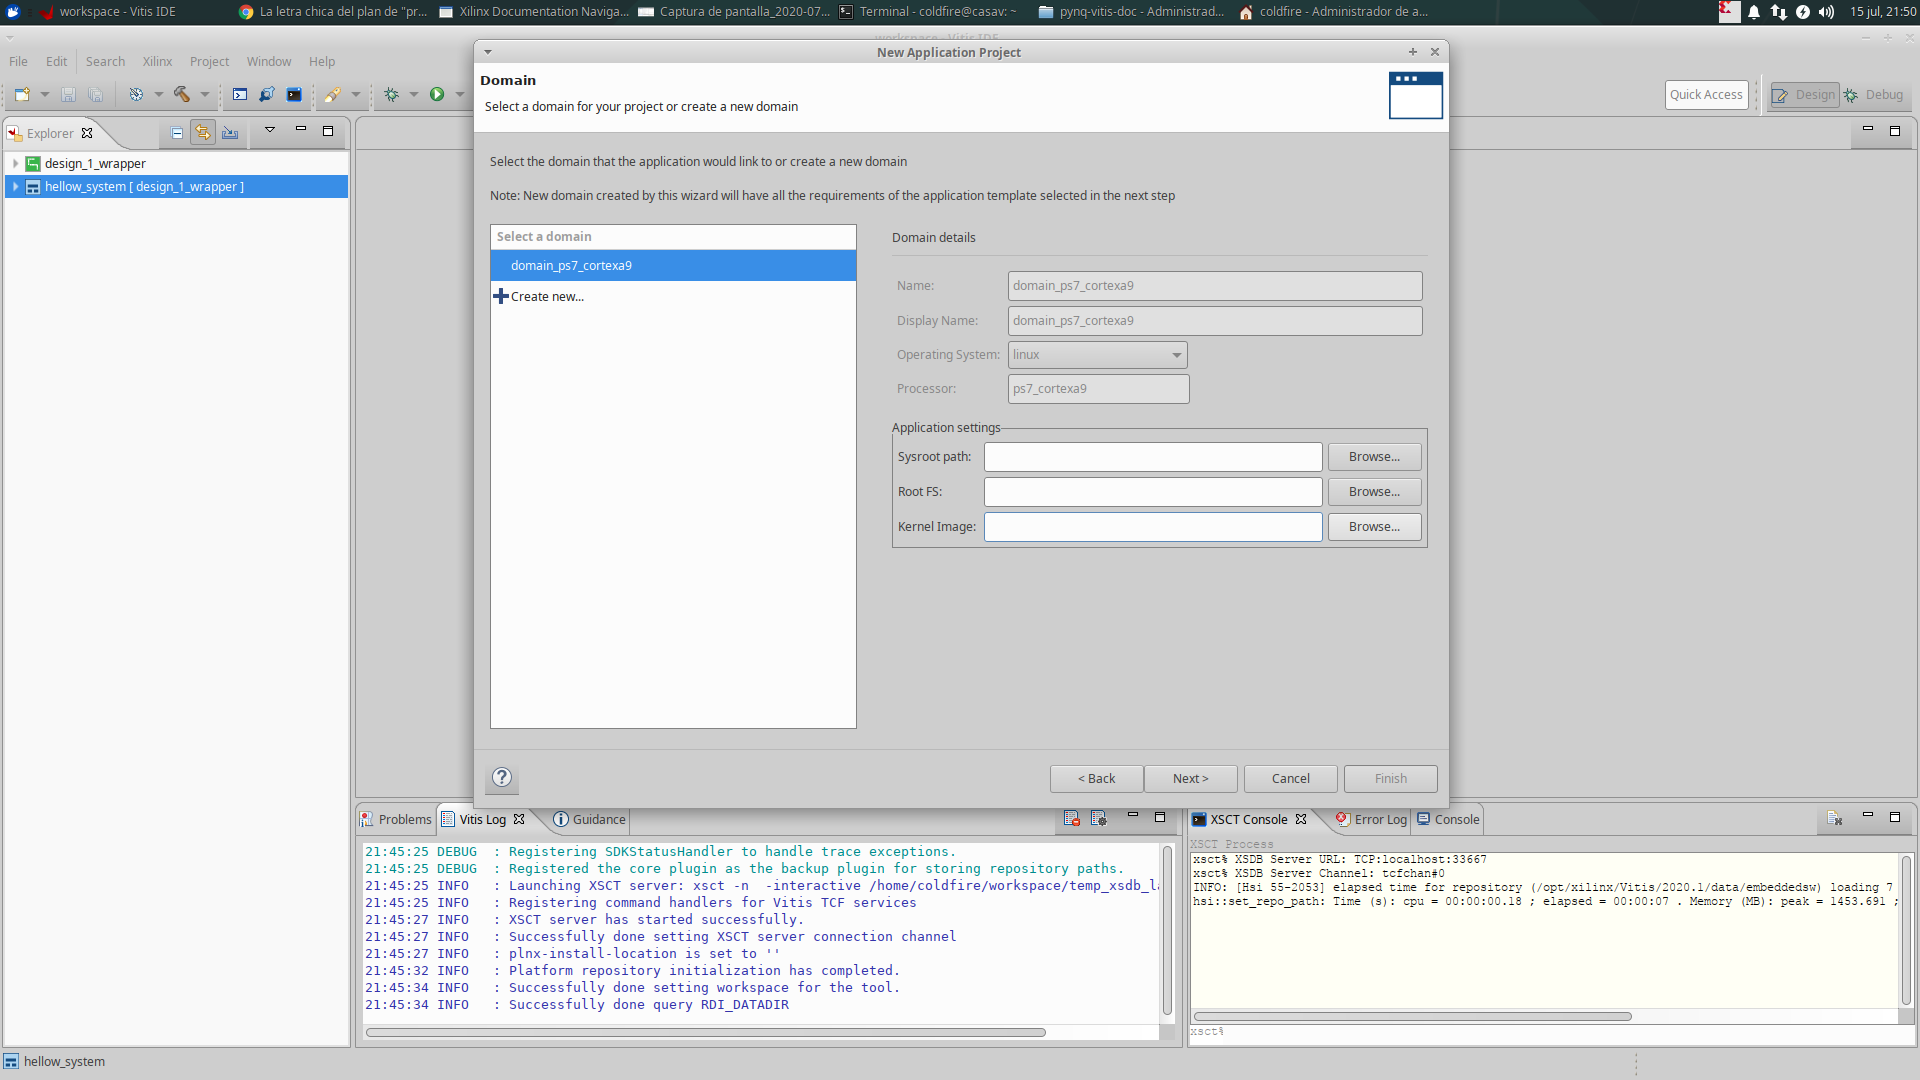 workspace - Vitis IDE
La letra chica del plan de "pr...
Xilinx Documentation Naviga...
Captura de pantalla_2020-07...
Terminal - coldfire@casav: ~
pynq-vitis-doc - Administrad...
coldfire - Administrador de a...
15 jul, 21:50
workspace - Vitis IDE
File Edit Search Xilinx Project Window Help
New Application Project
Domain
Select a domain for your project or create a new domain
Quick Access
Design
Debug
Explorer
design_1_wrapper
hellow_system [ design_1_wrapper ]
Select the domain that the application would link to or create a new domain
Note: New domain created by this wizard will have all the requirements of the application template selected in the next step
Select a domain
domain_ps7_cortexa9
Create new...
Domain details
Name: domain_ps7_cortexa9
Display Name: domain_ps7_cortexa9
Operating System: linux
Processor: ps7_cortexa9
Application settings
Sysroot path: Browse...
Root FS: Browse...
Kernel Image: Browse...
?
< Back
Next >
Cancel
Finish
Problems
Vitis Log
Guidance
21:45:25 DEBUG : Registering SDKStatusHandler to handle trace exceptions.
21:45:25 DEBUG : Registered the core plugin as the backup plugin for storing repository paths.
21:45:25 INFO : Launching XSCT server: xsct -n -interactive /home/coldfire/workspace/temp_xsdb_la
21:45:25 INFO : Registering command handlers for Vitis TCF services
21:45:27 INFO : XSCT server has started successfully.
21:45:27 INFO : Successfully done setting XSCT server connection channel
21:45:27 INFO : plnx-install-location is set to ''
21:45:32 INFO : Platform repository initialization has completed.
21:45:34 INFO : Successfully done setting workspace for the tool.
21:45:34 INFO : Successfully done query RDI_DATADIR
XSCT Console
Error Log
Console
XSCT Process
xsct% XSDB Server URL: TCP:localhost:33667
xsct% XSDB Server Channel: tcfchan#0
INFO: [Hsi 55-2053] elapsed time for repository (/opt/xilinx/Vitis/2020.1/data/embeddedsw) loading 7
hsi::set_repo_path: Time (s): cpu = 00:00:00.18 ; elapsed = 00:00:07 . Memory (MB): peak = 1453.691 ;
xsct%
hellow_system